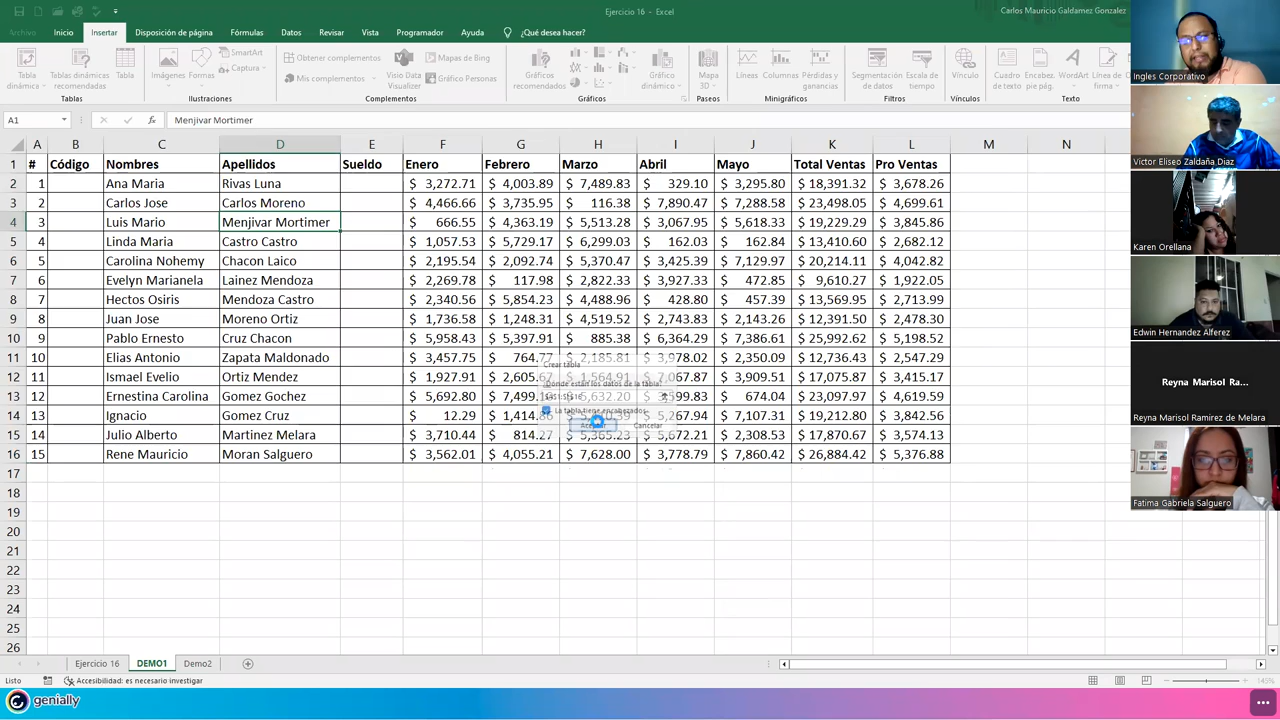 Ejercicio 16 - Excel
Carlos Mauricio Galdamez Gonzalez
Archivo Inicio Insertar Disposición de página Fórmulas Datos Revisar Vista Programador Ayuda ¿Qué desea hacer?
Tabla dinámica Tablas dinámicas recomendadas Tabla
Imágenes Formas SmartArt Captura
Obtener complementos
Mis complementos
Visio Data Visualizer
Mapas de Bing
Gráficos Personas
Gráficos recomendados
Gráfico dinámico
Mapa 3D
Líneas Columnas Pérdidas y ganancias
Segmentación de datos Escala de tiempo
Vínculo
Cuadro de texto Encabez. pie pág. WordArt Línea de firma
Tablas Ilustraciones Complementos Gráficos Paseos Minigráficos Filtros Vínculos Texto
A1 fx Menjivar Mortimer
A B C D E F G H I J K L M N
1 # Código Nombres Apellidos Sueldo Enero Febrero Marzo Abril Mayo Total Ventas Pro Ventas
2 1 Ana Maria Rivas Luna $ 3,272.71 $ 4,003.89 $ 7,489.83 $ 329.10 $ 3,295.80 $ 18,391.32 $ 3,678.26
3 2 Carlos Jose Carlos Moreno $ 4,466.66 $ 3,735.95 $ 116.38 $ 7,890.47 $ 7,288.58 $ 23,498.05 $ 4,699.61
4 3 Luis Mario Menjivar Mortimer $ 666.55 $ 4,363.19 $ 5,513.28 $ 3,067.95 $ 5,618.33 $ 19,229.29 $ 3,845.86
5 4 Linda Maria Castro Castro $ 1,057.53 $ 5,729.17 $ 6,299.03 $ 162.03 $ 162.84 $ 13,410.60 $ 2,682.12
6 5 Carolina Nohemy Chacon Laico $ 2,195.54 $ 2,092.74 $ 5,370.47 $ 3,425.39 $ 7,129.97 $ 20,214.11 $ 4,042.82
7 6 Evelyn Marianela Lainez Mendoza $ 2,269.78 $ 117.98 $ 2,822.33 $ 3,927.33 $ 472.85 $ 9,610.27 $ 1,922.05
8 7 Hectos Osiris Mendoza Castro $ 2,340.56 $ 5,854.23 $ 4,488.96 $ 428.80 $ 457.39 $ 13,569.95 $ 2,713.99
9 8 Juan Jose Moreno Ortiz $ 1,736.58 $ 1,248.31 $ 4,519.52 $ 2,743.83 $ 2,143.26 $ 12,391.50 $ 2,478.30
10 9 Pablo Ernesto Cruz Chacon $ 5,958.43 $ 5,397.91 $ 885.38 $ 6,364.29 $ 7,386.61 $ 25,992.62 $ 5,198.52
11 10 Elias Antonio Zapata Maldonado $ 3,457.75 $ 764.77 $ 2,185.81 $ 3,978.02 $ 2,350.09 $ 12,736.43 $ 2,547.29
12 11 Ismael Evelio Ortiz Mendez $ 1,927.91 $ 2,605.67 $ 1,564.91 $ 7,067.87 $ 3,909.51 $ 17,075.87 $ 3,415.17
13 12 Ernestina Carolina Gomez Gochez $ 5,692.80 $ 7,499. $ 5,632.20 599.83 $ 674.04 $ 23,097.97 $ 4,619.59
14 13 Ignacio Gomez Cruz $ 12.29 $ 1,414.86 $ 5,267.94 $ 7,107.31 $ 19,212.80 $ 3,842.56
15 14 Julio Alberto Martinez Melara $ 3,710.44 $ 814.27 $ 5,365.23 $ 5,672.21 $ 2,308.53 $ 17,870.67 $ 3,574.13
16 15 Rene Mauricio Moran Salguero $ 3,562.01 $ 4,055.21 $ 7,628.00 $ 3,778.79 $ 7,860.42 $ 26,884.42 $ 5,376.88
17
18
19
20
21
22
23
24
25
26
Crear tabla
¿Dónde están los datos de la tabla?
La tabla tiene encabezados
Cancelar
Ejercicio 16 DEMO1 Demo2
Listo Accesibilidad: es necesario investigar 145%
genially
Ingles Corporativo
Víctor Eliseo Zaldaña Diaz
Karen Orellana
Edwin Hernandez Alferez
Reyna Marisol Ra...
Reyna Marisol Ramirez de Melara
Fatima Gabriela Salguero